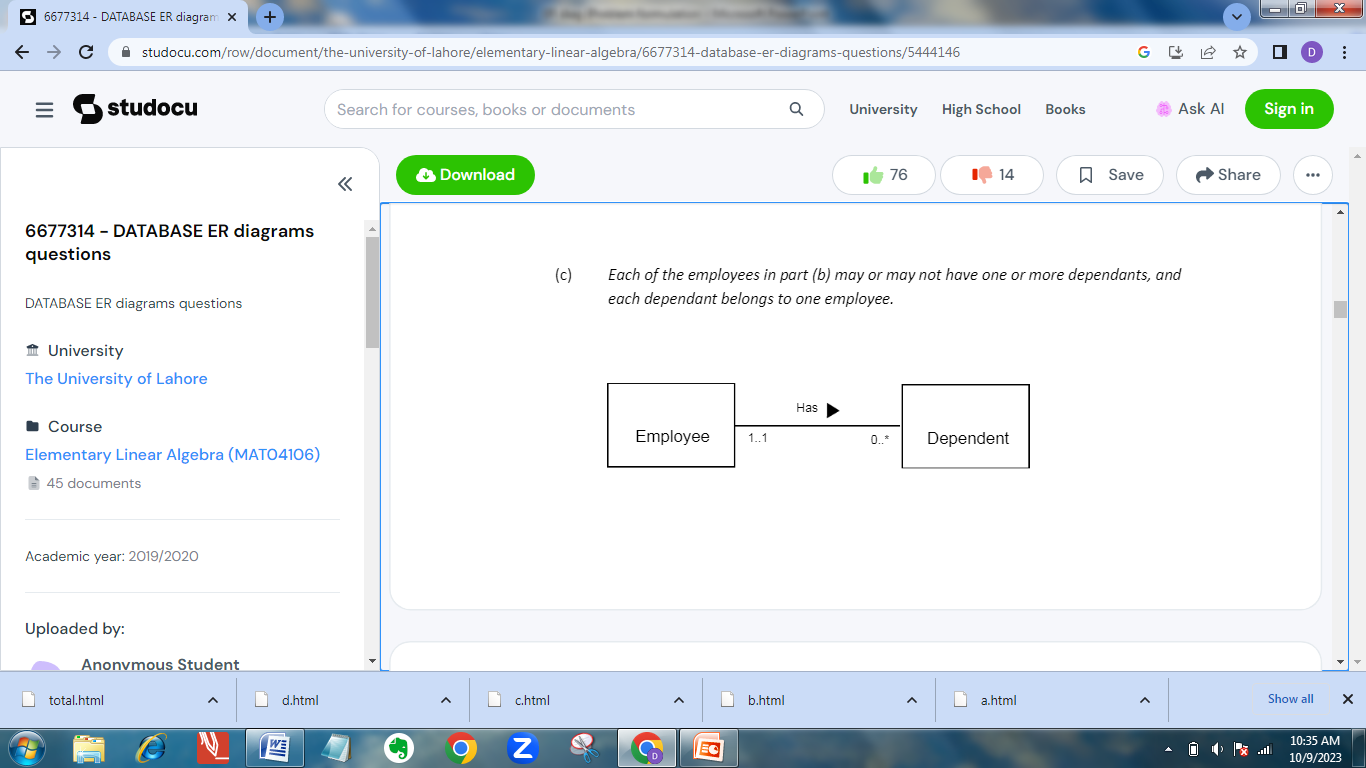 6677314 - DATABASE ER diagram
studocu.com/row/document/the-university-of-lahore/elementary-linear-algebra/6677314-database-er-diagrams-questions/5444146
D
studocu
Search for courses, books or documents
University
High School
Books
Ask AI
Sign in
Download
76
14
Save
Share
6677314 - DATABASE ER diagrams
questions
DATABASE ER diagrams questions
University
The University of Lahore
Course
Elementary Linear Algebra (MAT04106)
45 documents
Academic year: 2019/2020
Uploaded by:
Anonymous Student
(c) Each of the employees in part (b) may or may not have one or more dependants, and
each dependant belongs to one employee.
Has
Employee
1..1
0..*
Dependent
total.html
d.html
c.html
b.html
a.html
Show all
10:35 AM
10/9/2023